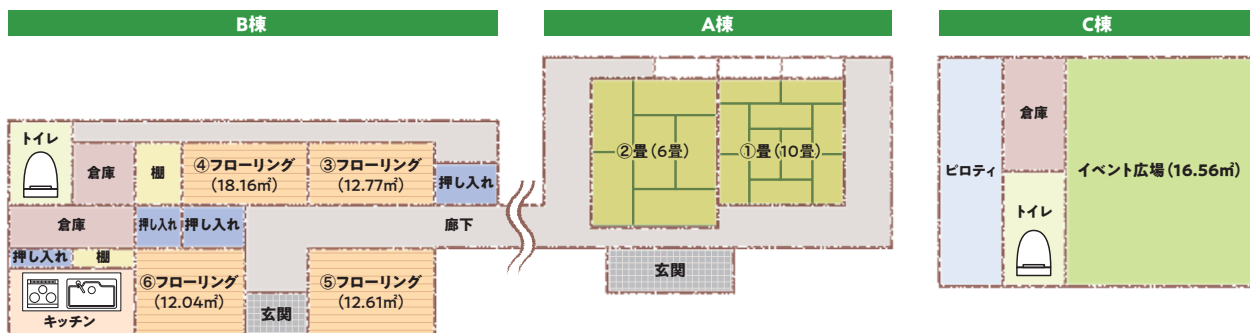 B棟
A棟
C棟
トイレ
倉庫
棚
④フローリング
(18.16㎡)
③フローリング
(12.77㎡)
押し入れ
倉庫
押し入れ
押し入れ
廊下
押し入れ
棚
キッチン
⑥フローリング
(12.04㎡)
玄関
⑤フローリング
(12.61㎡)
②畳(6畳)
①畳(10畳)
玄関
ピロティ
倉庫
トイレ
イベント広場(16.56㎡)